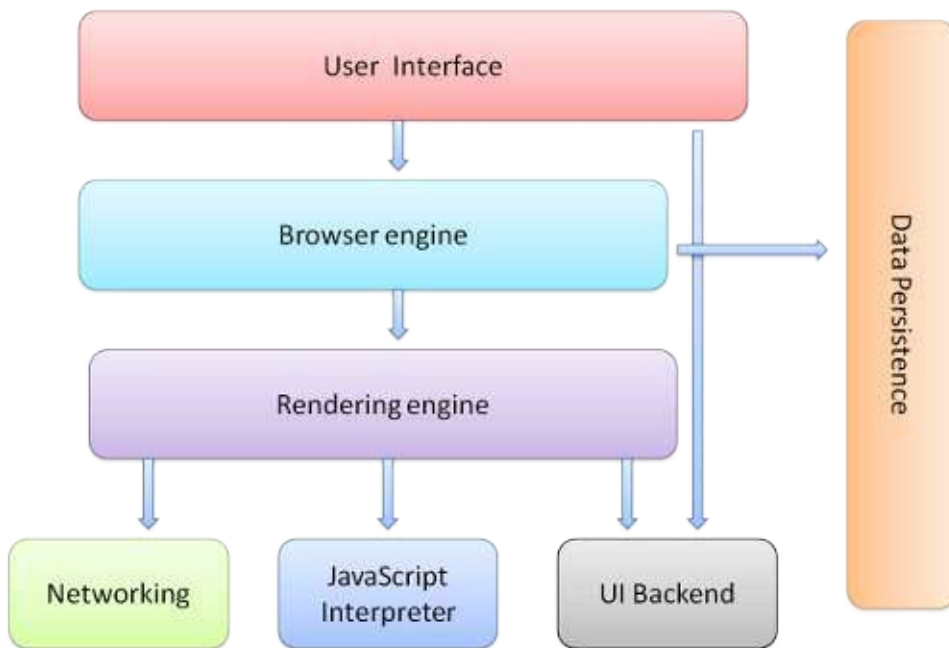 User Interface
Browser engine
Rendering engine
Networking
JavaScript
Interpreter
UI Backend
Data Persistence